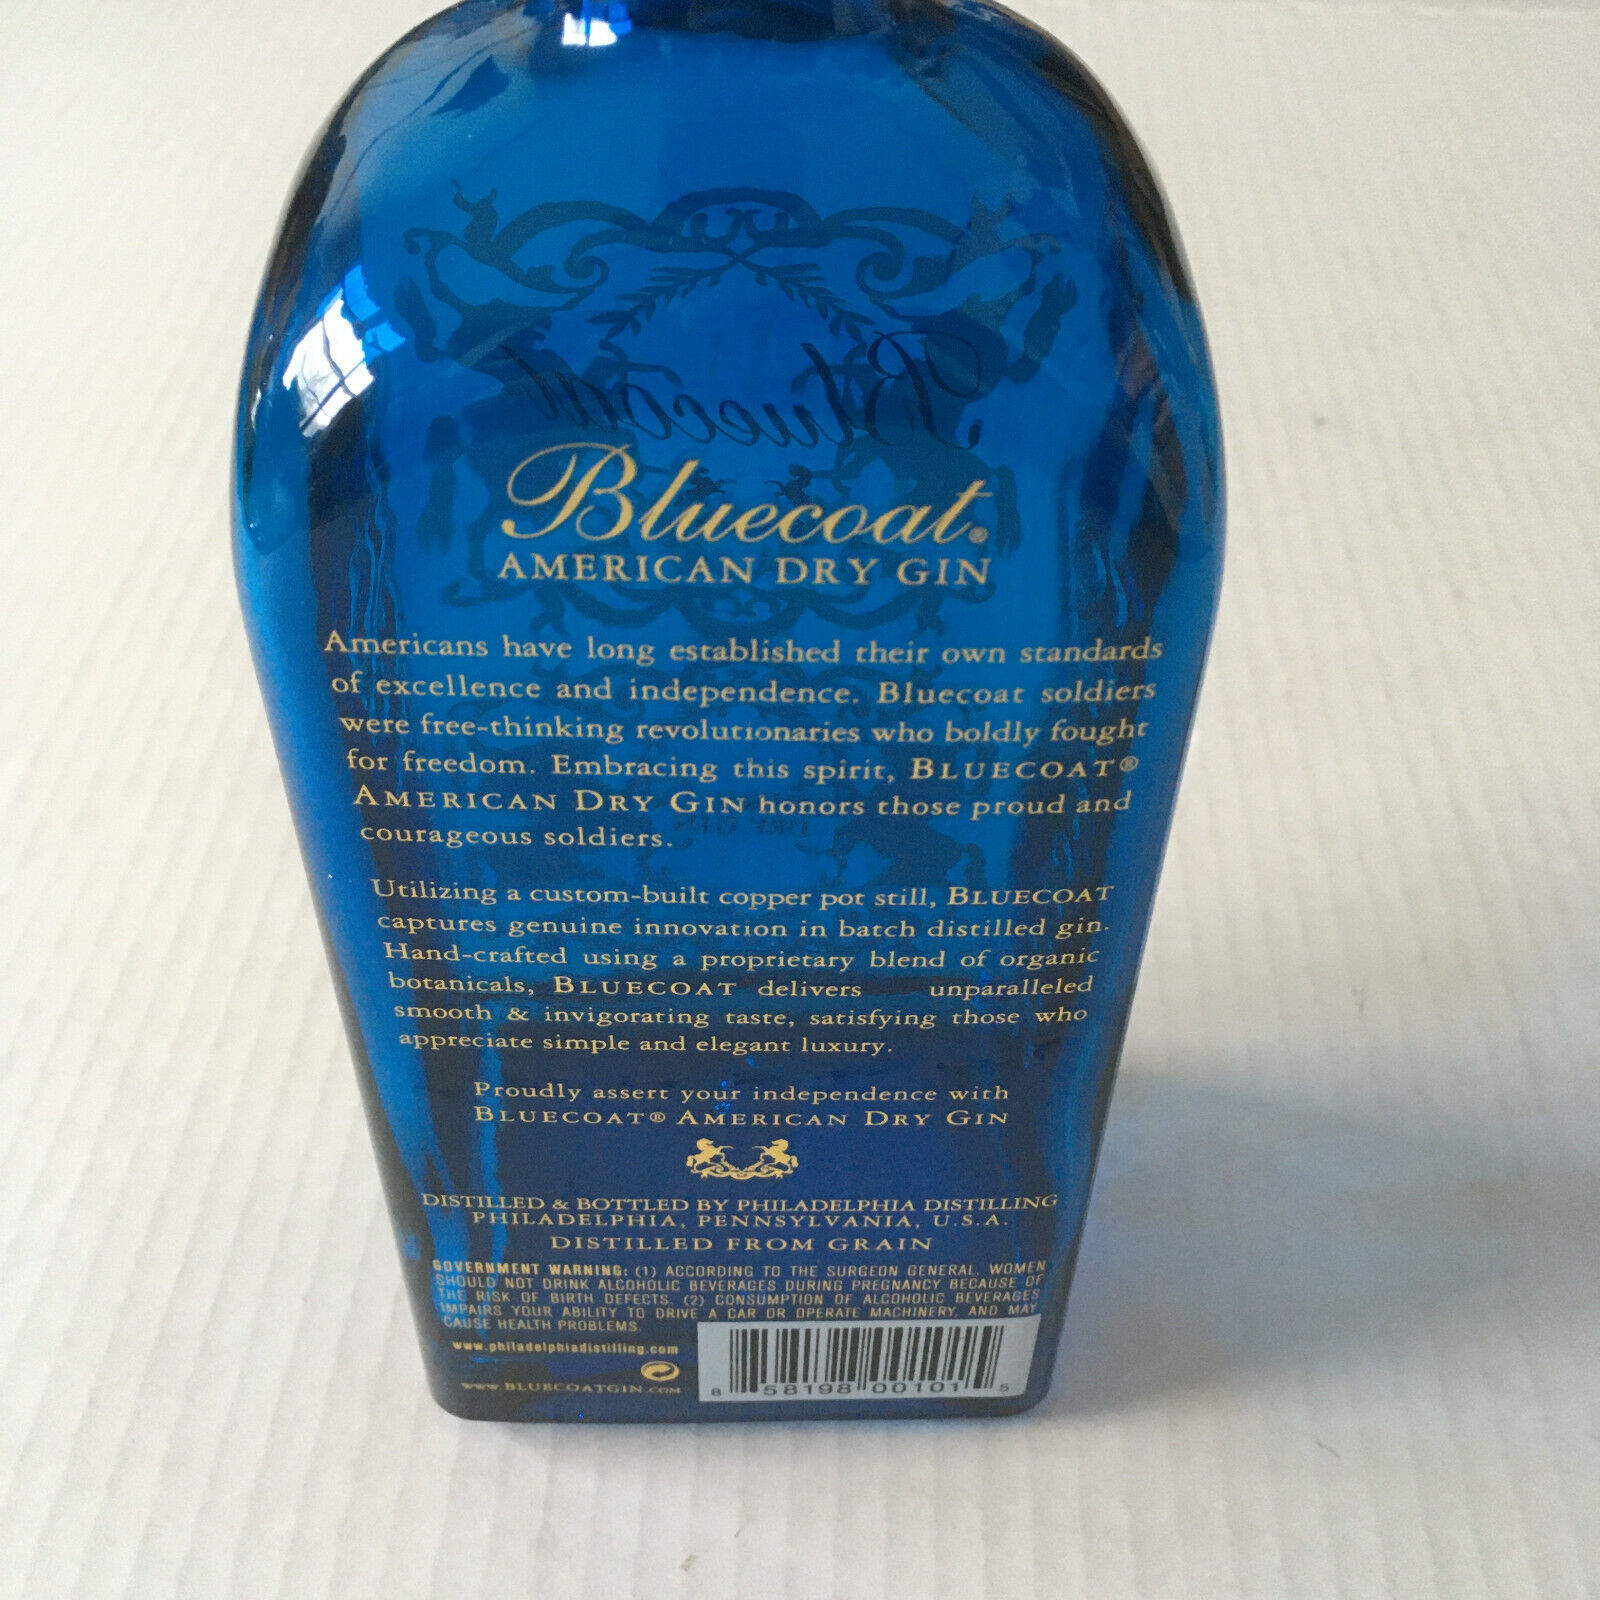 Bluecoat
Bluecoat®
AMERICAN DRY GIN
Americans have long established their own standards
of excellence and independence. Bluecoat soldiers
were free-thinking revolutionaries who boldly fought
for freedom. Embracing this spirit, BLUECOAT®
AMERICAN DRY GIN honors those proud and
courageous soldiers.
Utilizing a custom-built copper pot still, BLUECOAT
captures genuine innovation in batch distilled gin.
Hand-crafted using a proprietary blend of organic
botanicals, BLUECOAT delivers unparalleled
smooth & invigorating taste, satisfying those who
appreciate simple and elegant luxury.
Proudly assert your independence with
BLUECOAT® AMERICAN DRY GIN
DISTILLED & BOTTLED BY PHILADELPHIA DISTILLING
PHILADELPHIA, PENNSYLVANIA, U.S.A.
DISTILLED FROM GRAIN
GOVERNMENT WARNING: (1) ACCORDING TO THE SURGEON GENERAL, WOMEN
SHOULD NOT DRINK ALCOHOLIC BEVERAGES DURING PREGNANCY BECAUSE OF
THE RISK OF BIRTH DEFECTS. (2) CONSUMPTION OF ALCOHOLIC BEVERAGES
IMPAIRS YOUR ABILITY TO DRIVE A CAR OR OPERATE MACHINERY, AND MAY
CAUSE HEALTH PROBLEMS.
www.philadelphiadistilling.com
www.BLUECOATGIN.COM
8 58198 00101 5